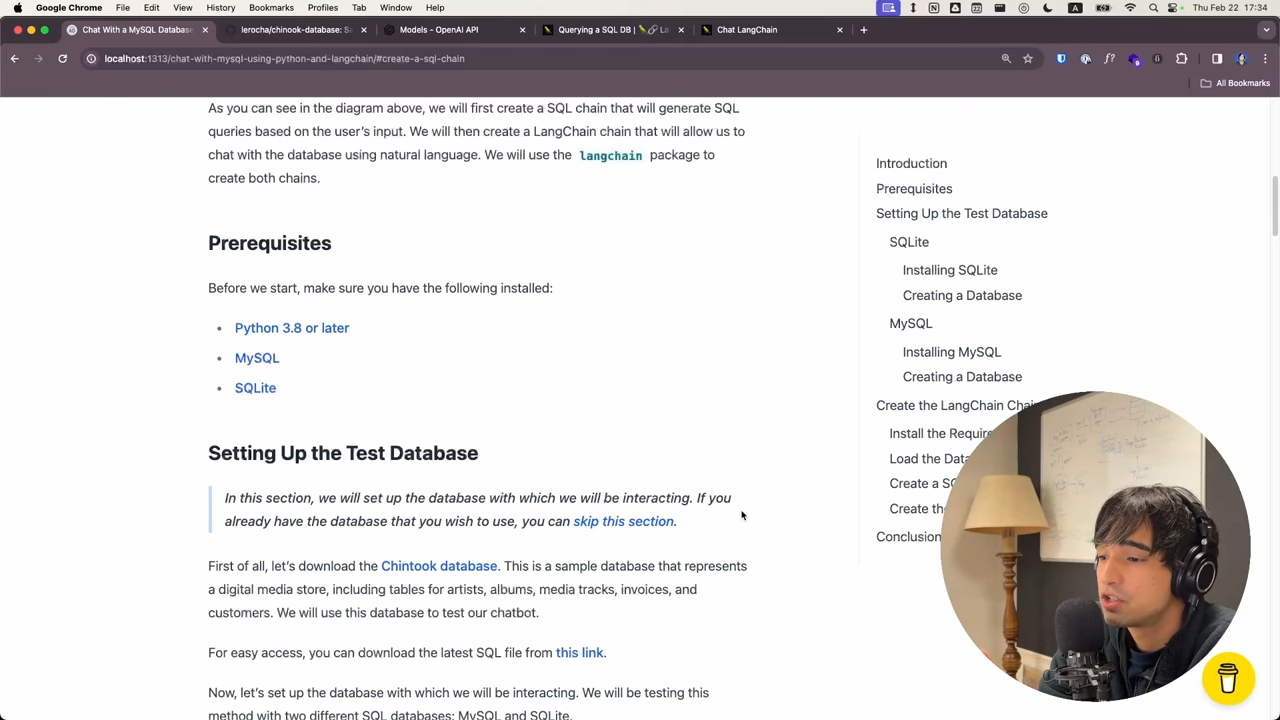 Google Chrome File Edit View History Bookmarks Profiles Tab Window Help Thu Feb 22 17:34
Chat With a MySQL Database lerocha/chinook-database: Sa Models - OpenAI API Querying a SQL DB | La Chat LangChain
localhost:1313/chat-with-mysql-using-python-and-langchain/#create-a-sql-chain
All Bookmarks
As you can see in the diagram above, we will first create a SQL chain that will generate SQL
queries based on the user's input. We will then create a LangChain chain that will allow us to
chat with the database using natural language. We will use the langchain package to
create both chains.
Prerequisites
Before we start, make sure you have the following installed:
• Python 3.8 or later
• MySQL
• SQLite
Setting Up the Test Database
In this section, we will set up the database with which we will be interacting. If you
already have the database that you wish to use, you can skip this section.
First of all, let's download the Chintook database. This is a sample database that represents
a digital media store, including tables for artists, albums, media tracks, invoices, and
customers. We will use this database to test our chatbot.
For easy access, you can download the latest SQL file from this link.
Now, let's set up the database with which we will be interacting. We will be testing this
method with two different SQL databases: MySQL and SQLite.
Introduction
Prerequisites
Setting Up the Test Database
SQLite
Installing SQLite
Creating a Database
MySQL
Installing MySQL
Creating a Database
Create the LangChain Chai
Install the Require
Load the Data
Create a SQ
Create the
Conclusion